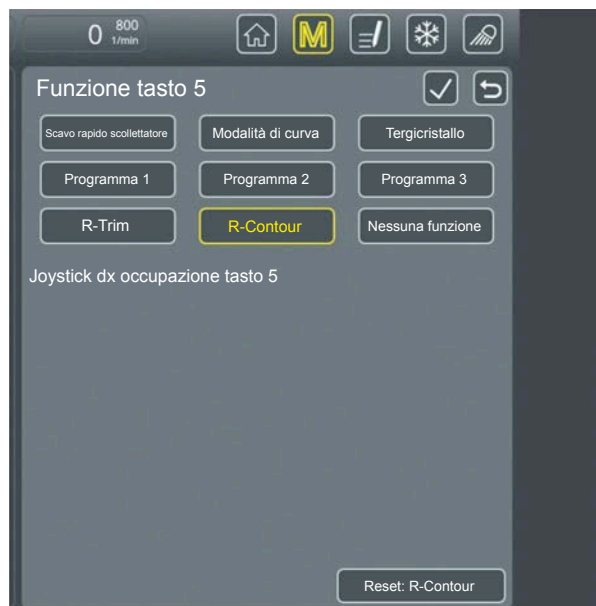 0 800 1/min M
Funzione tasto 5
Scavo rapido scollettatore Modalità di curva Tergicristallo
Programma 1 Programma 2 Programma 3
R-Trim R-Contour Nessuna funzione
Joystick dx occupazione tasto 5
Reset: R-Contour